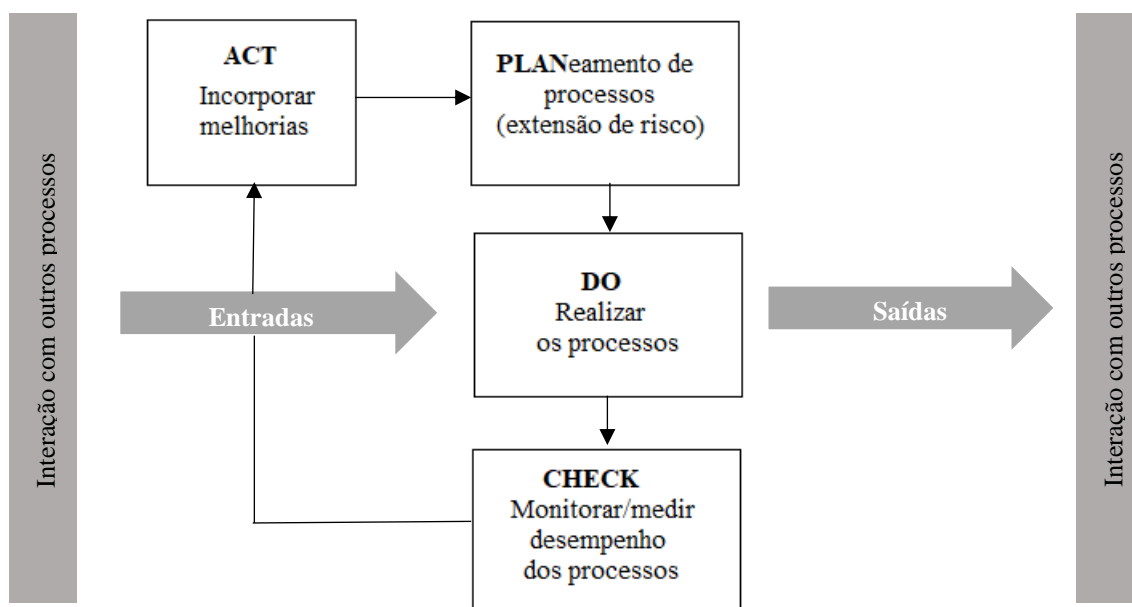 Interação com outros processos
ACT
Incorporar
melhorias
PLANeamento de
processos
(extensão de risco)
Entradas
DO
Realizar
os processos
Saídas
CHECK
Monitorar/medir
desempenho
dos processos
Interação com outros processos